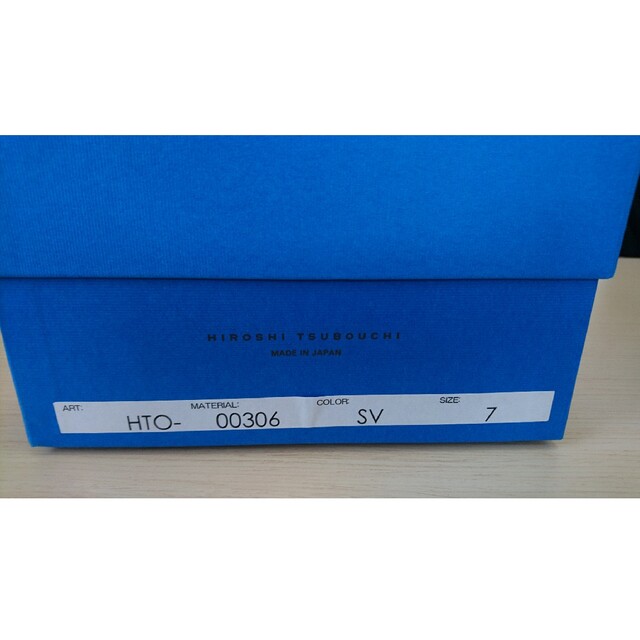 HIROSHI TSUBOUCHI
MADE IN JAPAN
ART: MATERIAL: COLOR: SIZE:
HTO- 00306 SV 7